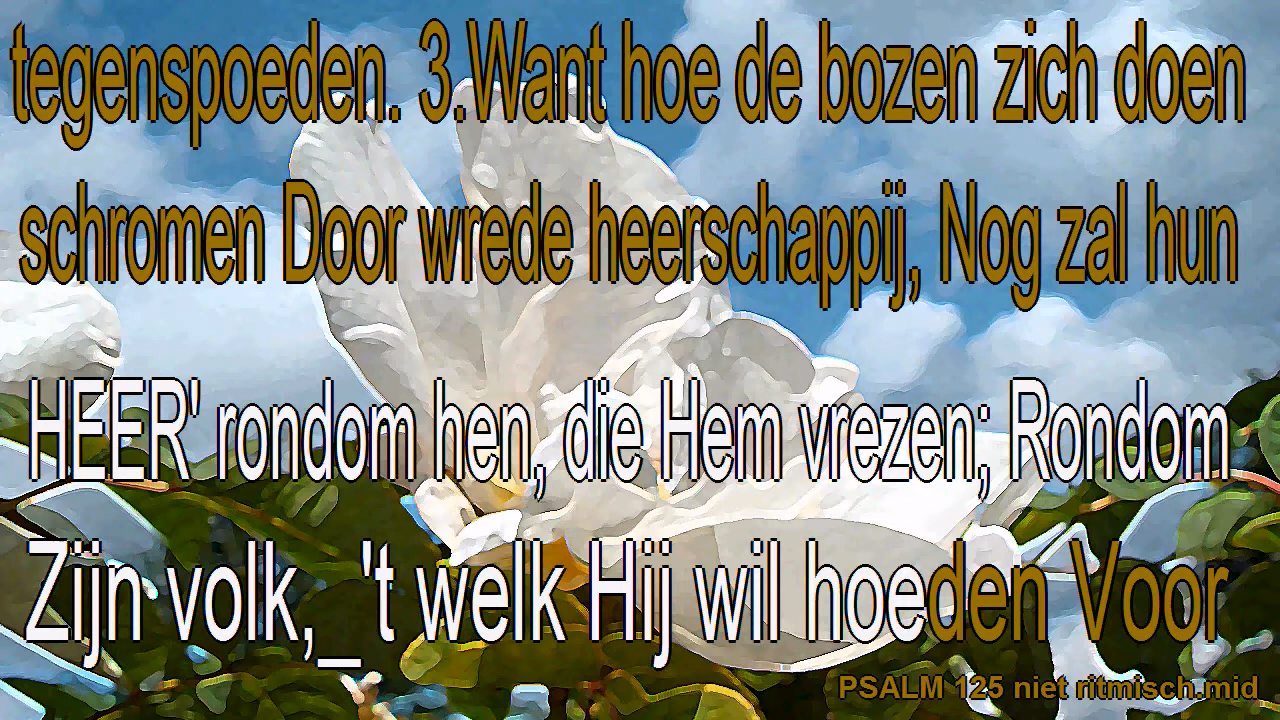 tegenspoeden. 3.Want hoe de bozen zich doen
schromen Door wrede heerschappij, Nog zal hun
HEER' rondom hen, die Hem vrezen; Rondom
Zijn volk,_'t welk Hij wil hoeden Voor
PSALM 125 niet ritmisch.mid